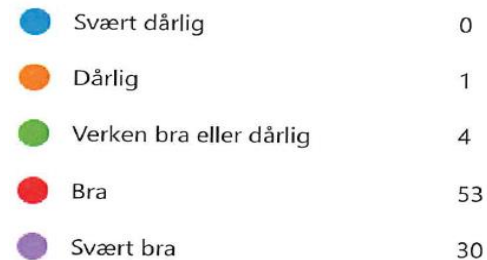 Svært dårlig 0
Dårlig 1
Verken bra eller dårlig 4
Bra 53
Svært bra 30